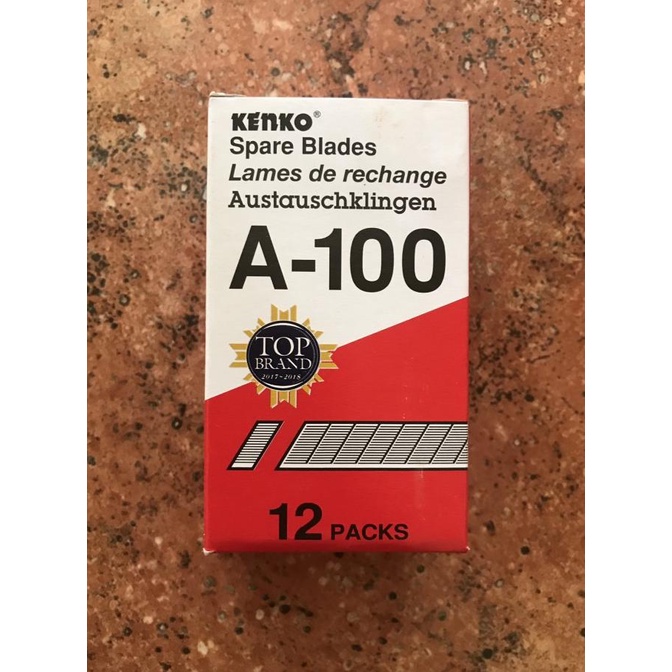 KENKO®
Spare Blades
Lames de rechange
Austauschklingen
A-100
TOP
BRAND
2017-2018
12 PACKS